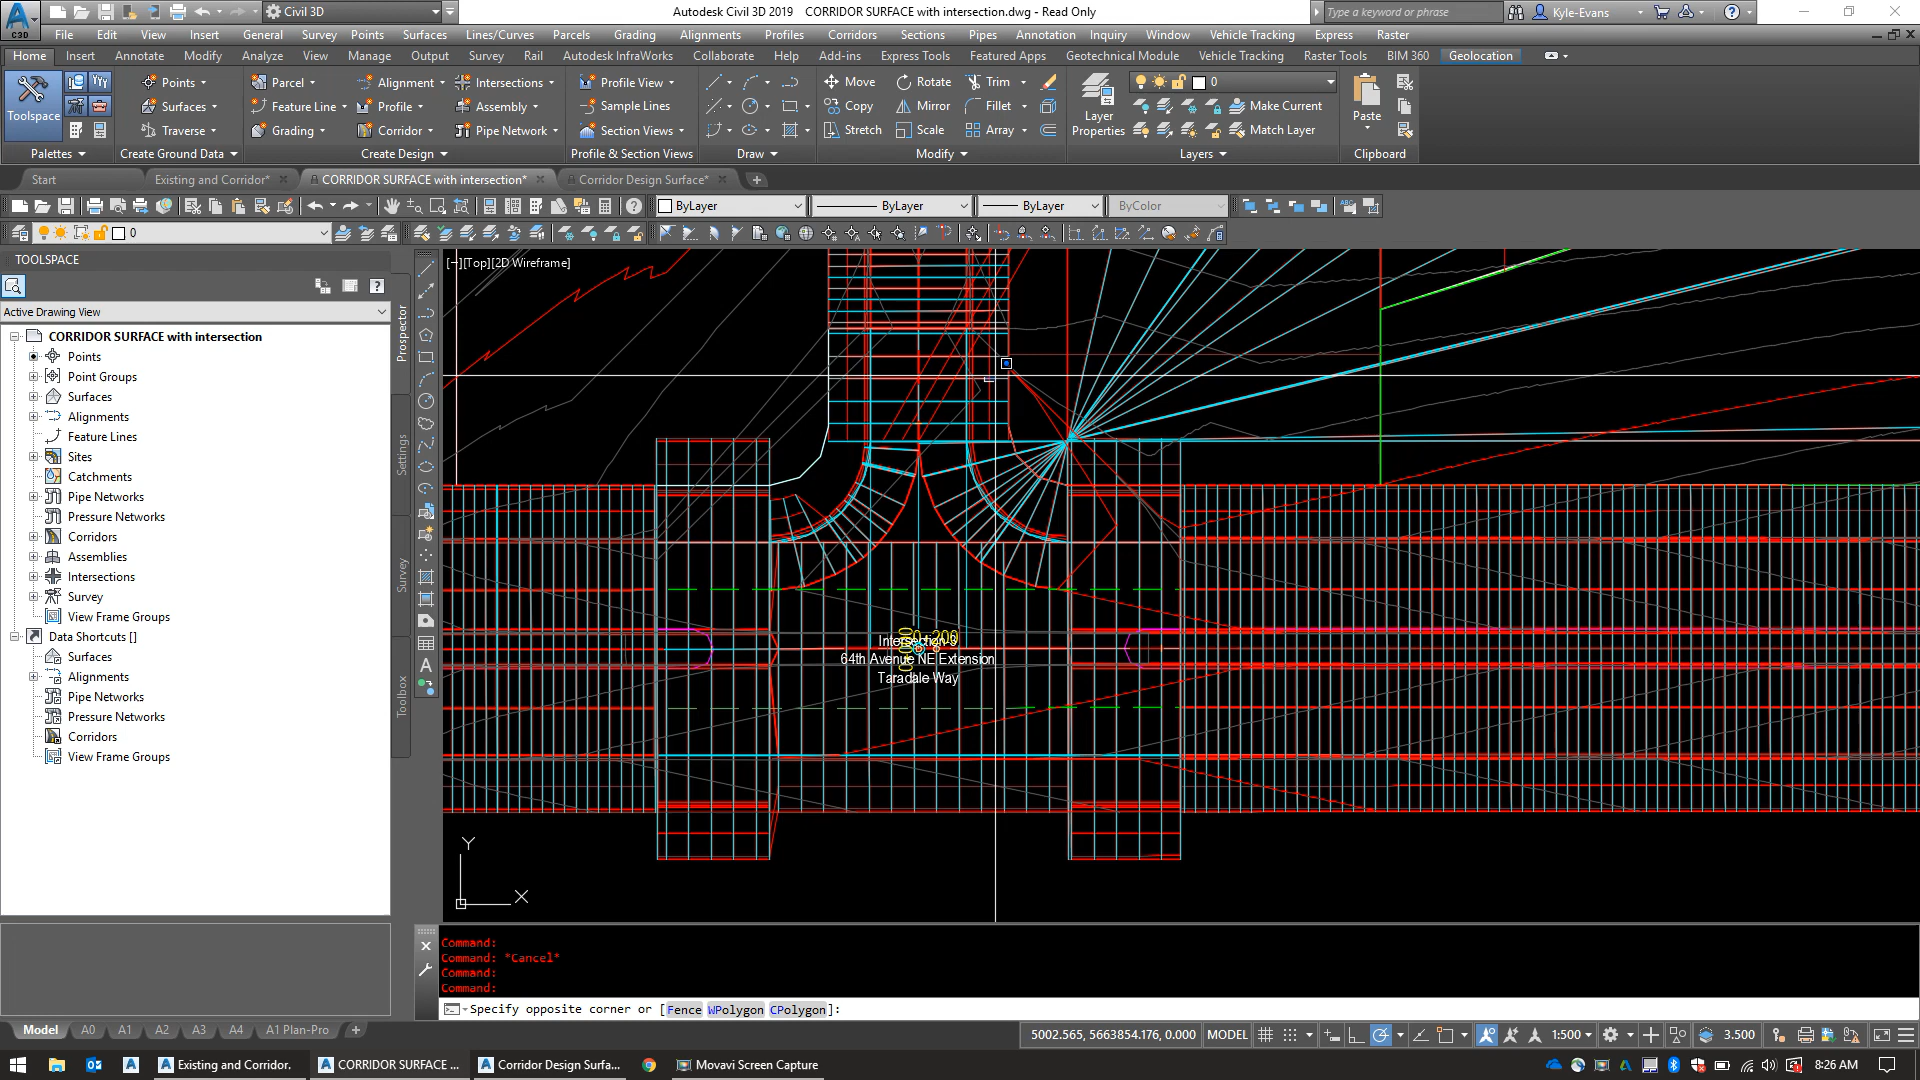 Civil 3D
Autodesk Civil 3D 2019 CORRIDOR SURFACE with intersection.dwg - Read Only
Type a keyword or phrase
Kyle-Evans
C3D
File Edit View Insert General Survey Points Surfaces Lines/Curves Parcels Grading Alignments Profiles Corridors Sections Pipes Annotation Inquiry Window Vehicle Tracking Express Raster
Home Insert Annotate Modify Analyze View Manage Output Survey Rail Autodesk InfraWorks Collaborate Help Add-ins Express Tools Featured Apps Geotechnical Module Vehicle Tracking Raster Tools BIM 360 Geolocation
Points Parcel Alignment Intersections Profile View Move Rotate Trim 0
Toolspace Surfaces Feature Line Profile Assembly Sample Lines Copy Mirror Fillet Layer Properties Make Current Paste
Traverse Grading Corridor Pipe Network Section Views Stretch Scale Array Match Layer
Palettes Create Ground Data Create Design Profile & Section Views Draw Modify Layers Clipboard
Start Existing and Corridor* CORRIDOR SURFACE with intersection* Corridor Design Surface*
ByLayer ByLayer ByLayer ByColor
0
TOOLSPACE
[−][Top][2D Wireframe]
Active Drawing View
CORRIDOR SURFACE with intersection
Points
Point Groups
Surfaces
Alignments
Feature Lines
Sites
Catchments
Pipe Networks
Pressure Networks
Corridors
Assemblies
Intersections
Survey
View Frame Groups
Data Shortcuts []
Surfaces
Alignments
Pipe Networks
Pressure Networks
Corridors
View Frame Groups
Prospector
Settings
Survey
Toolbox
Intersection-3
64th Avenue NE Extension
Taradale Way
Y
X
Command:
Command: *Cancel*
Command:
Command:
Specify opposite corner or [Fence WPolygon CPolygon]:
Model A0 A1 A2 A3 A4 A1 Plan-Pro
5002.565, 5663854.176, 0.000 MODEL 1:500 3.500
Existing and Corridor. CORRIDOR SURFACE ... Corridor Design Surfa... Movavi Screen Capture 8:26 AM